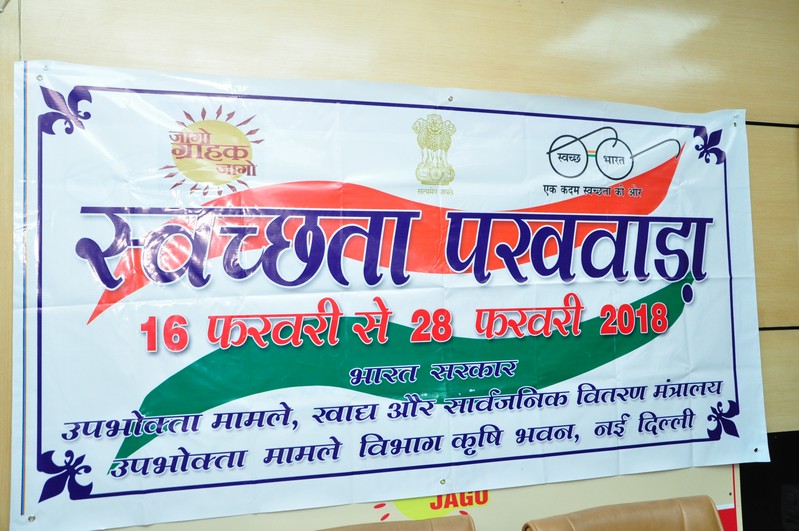 जागो
ग्राहक
जागो
सत्यमेव जयते
स्वच्छ भारत
एक कदम स्वच्छता की ओर
स्वच्छता पखवाडा़
16 फरवरी से 28 फरवरी 2018
भारत सरकार
उपभोक्ता मामले, खाद्य और सार्वजनिक वितरण मंत्रालय
उपभोक्ता मामले विभाग कृषि भवन, नई दिल्ली
JAGO